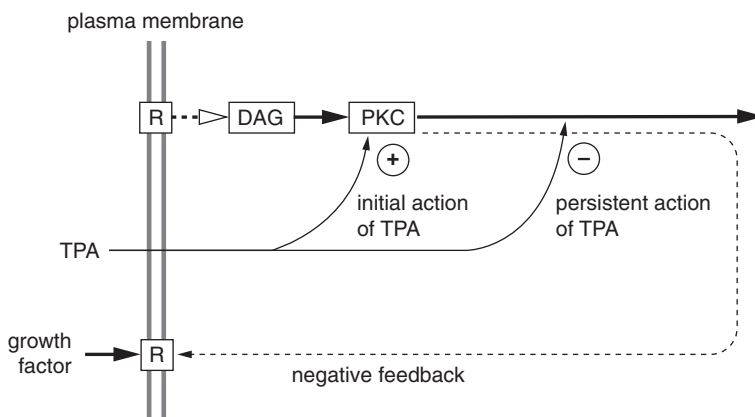 plasma membrane
R
DAG
PKC
+
−
initial action
of TPA
persistent action
of TPA
TPA
growth
factor
R
negative feedback